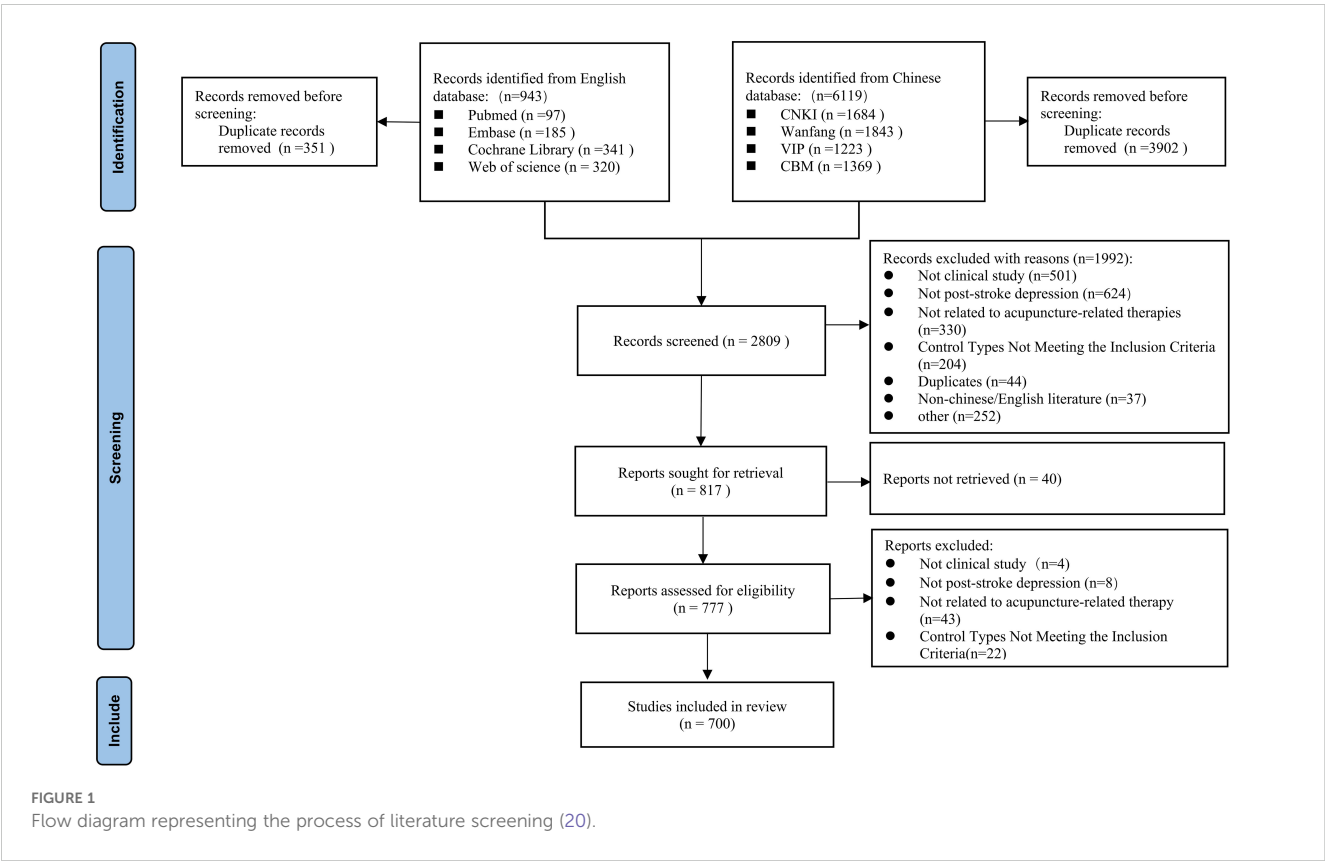 Identification
Records removed before
screening:
Duplicate records
removed (n =351 )
Records identified from English
database: (n=943)
■ Pubmed (n =97)
■ Embase (n =185 )
■ Cochrane Library (n =341 )
■ Web of science (n = 320)
Records identified from Chinese
database: (n=6119)
■ CNKI (n =1684 )
■ Wanfang (n =1843 )
■ VIP (n =1223 )
■ CBM (n =1369 )
Records removed before
screening:
Duplicate records
removed (n =3902 )
Screening
Records screened (n = 2809 )
Records excluded with reasons (n=1992):
● Not clinical study (n=501)
● Not post-stroke depression (n=624)
● Not related to acupuncture-related therapies
(n=330)
● Control Types Not Meeting the Inclusion Criteria
(n=204)
● Duplicates (n=44)
● Non-chinese/English literature (n=37)
● other (n=252)
Reports sought for retrieval
(n = 817 )
Reports not retrieved (n = 40)
Reports assessed for eligibility
(n = 777 )
Reports excluded:
● Not clinical study (n=4)
● Not post-stroke depression (n=8)
● Not related to acupuncture-related therapy
(n=43)
● Control Types Not Meeting the Inclusion
Criteria(n=22)
Include
Studies included in review
(n = 700)
FIGURE 1
Flow diagram representing the process of literature screening (20).